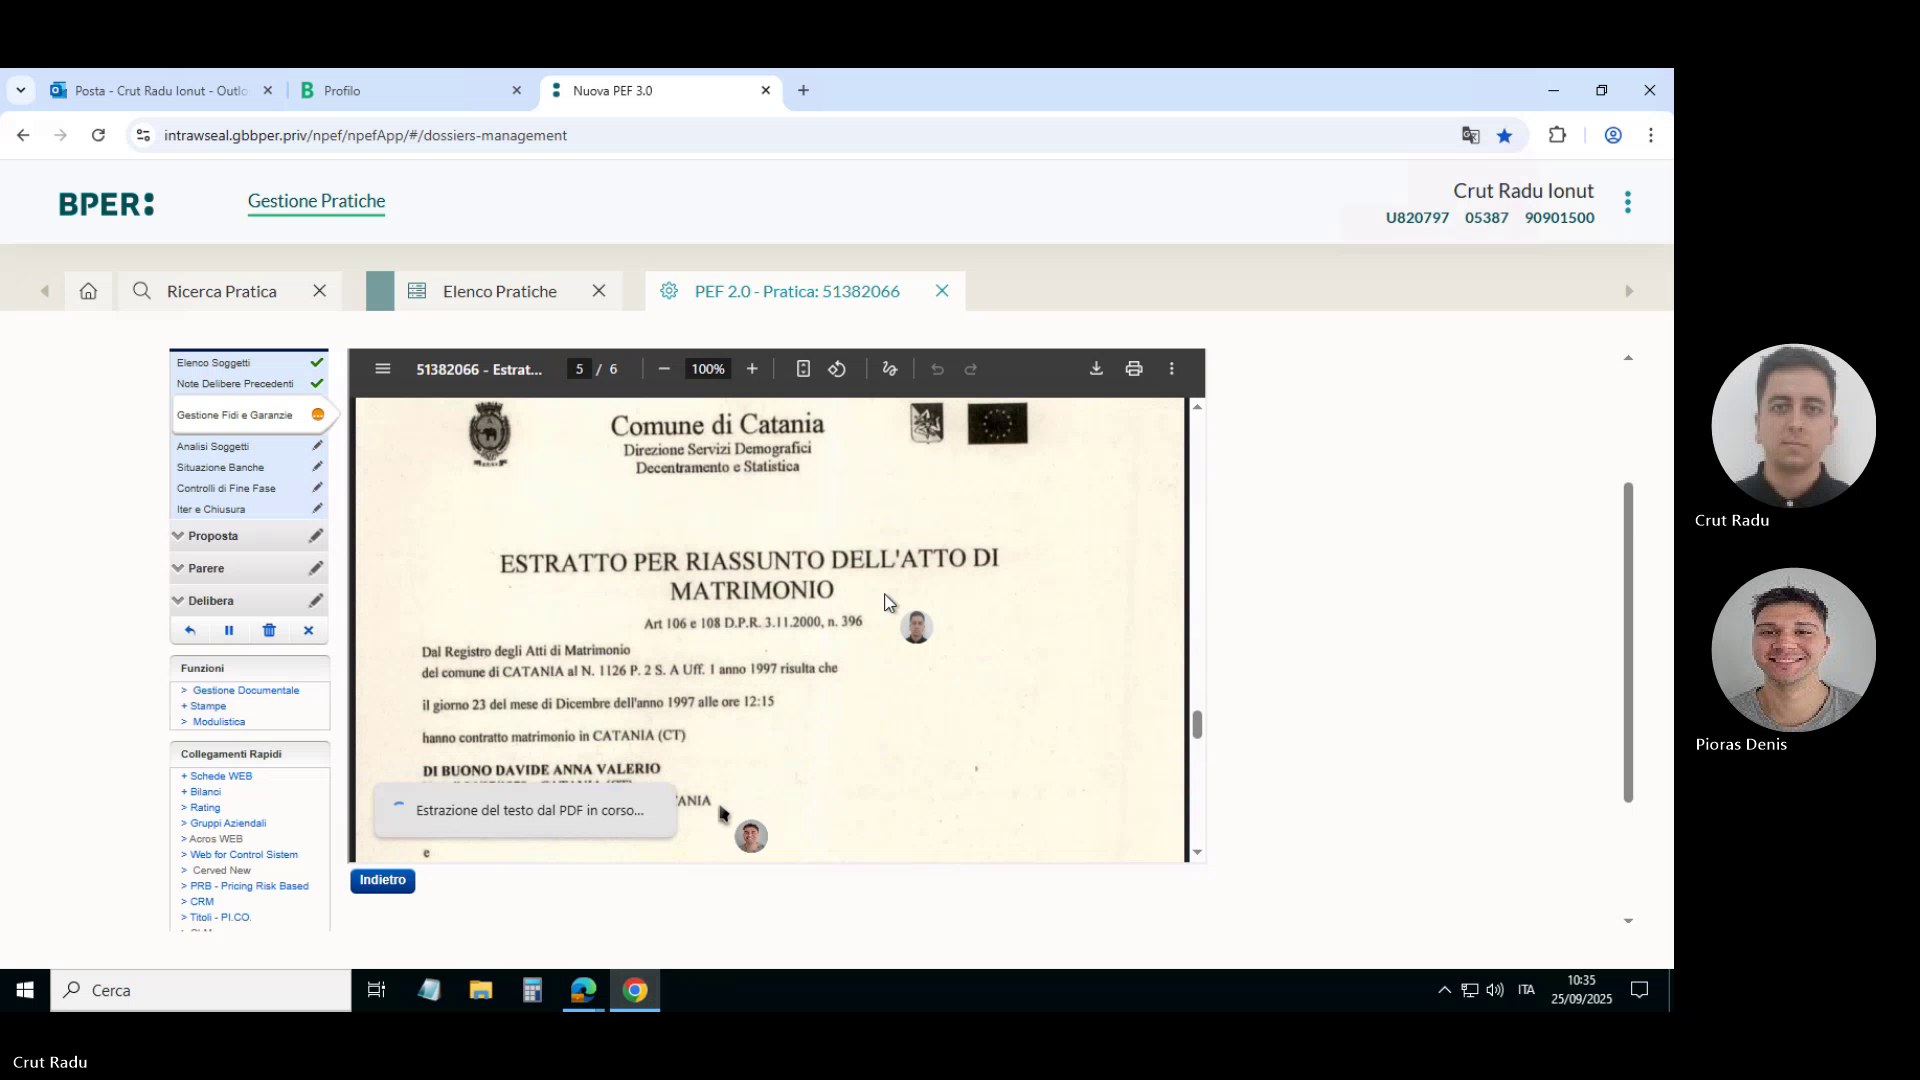 Posta - Crut Radu Ionut - Outlo
Profilo
Nuova PEF 3.0
intrawseal.gbbper.priv/npef/npefApp/#/dossiers-management
BPER:
Gestione Pratiche
Crut Radu Ionut
U820797 05387 90901500
Ricerca Pratica
Elenco Pratiche
PEF 2.0 - Pratica: 51382066
Elenco Soggetti
Note Delibere Precedenti
Gestione Fidi e Garanzie
Analisi Soggetti
Situazione Banche
Controlli di Fine Fase
Iter e Chiusura
Proposta
Parere
Delibera
Funzioni
> Gestione Documentale
+ Stampe
> Modulistica
Collegamenti Rapidi
+ Schede WEB
+ Bilanci
> Rating
> Gruppi Aziendali
> Acros WEB
> Web for Control Sistem
> Cerved New
> PRB - Pricing Risk Based
> CRM
> Titoli - PI.CO.
51382066 - Estrat...
5 / 6
100%
Comune di Catania
Direzione Servizi Demografici
Decentramento e Statistica
ESTRATTO PER RIASSUNTO DELL'ATTO DI
MATRIMONIO
Art 106 e 108 D.P.R. 3.11.2000, n. 396
Dal Registro degli Atti di Matrimonio
del comune di CATANIA al N. 1126 P. 2 S. A Uff. 1 anno 1997 risulta che
il giorno 23 del mese di Dicembre dell'anno 1997 alle ore 12:15
hanno contratto matrimonio in CATANIA (CT)
DI BUONO DAVIDE ANNA VALERIO
Estrazione del testo dal PDF in corso...
e
Indietro
Crut Radu
Pioras Denis
Cerca
ITA
10:35
25/09/2025
Crut Radu